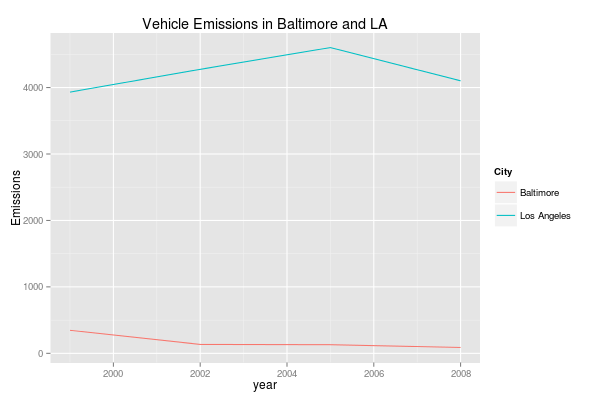 Vehicle Emissions in Baltimore and LA
Emissions
4000
3000
2000
1000
0
2000
2002
2004
2006
2008
year
City
Baltimore
Los Angeles